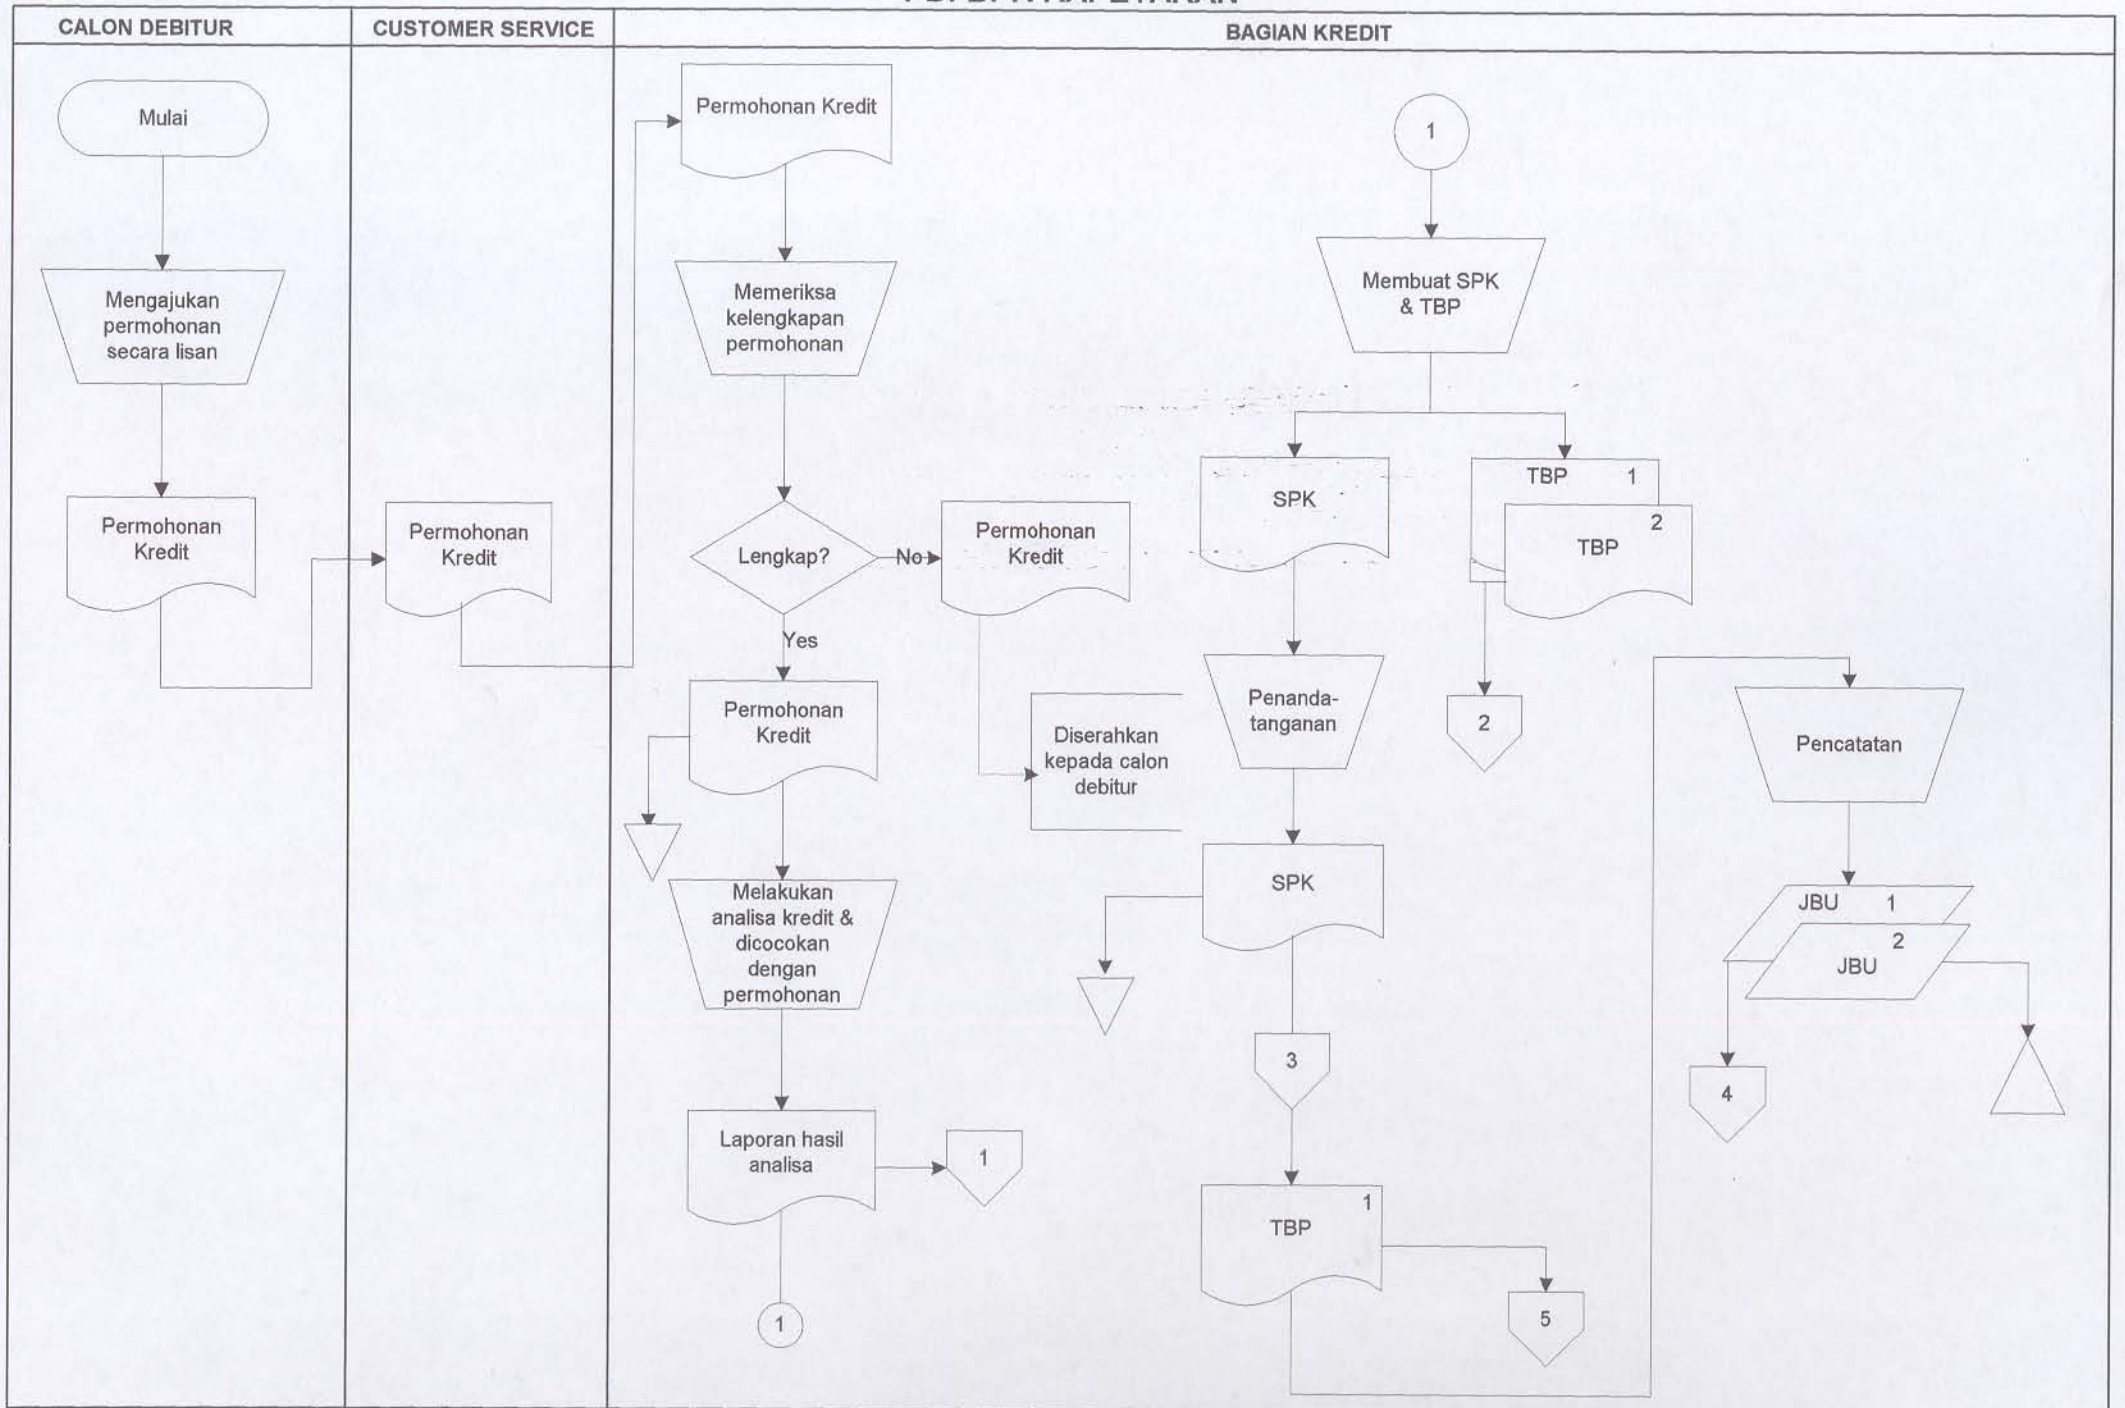 CALON DEBITUR
CUSTOMER SERVICE
BAGIAN KREDIT
Mulai
Mengajukan
permohonan
secara lisan
Permohonan
Kredit
Permohonan
Kredit
Permohonan Kredit
Memeriksa
kelengkapan
permohonan
Lengkap?
No
Permohonan
Kredit
Diserahkan
kepada calon
debitur
Yes
Permohonan
Kredit
Melakukan
analisa kredit &
dicocokan
dengan
permohonan
Laporan hasil
analisa
1
1
1
Membuat SPK
& TBP
SPK
TBP 1
2
TBP
2
Penanda-
tanganan
SPK
3
1
TBP
5
Pencatatan
JBU 1
2
JBU
4